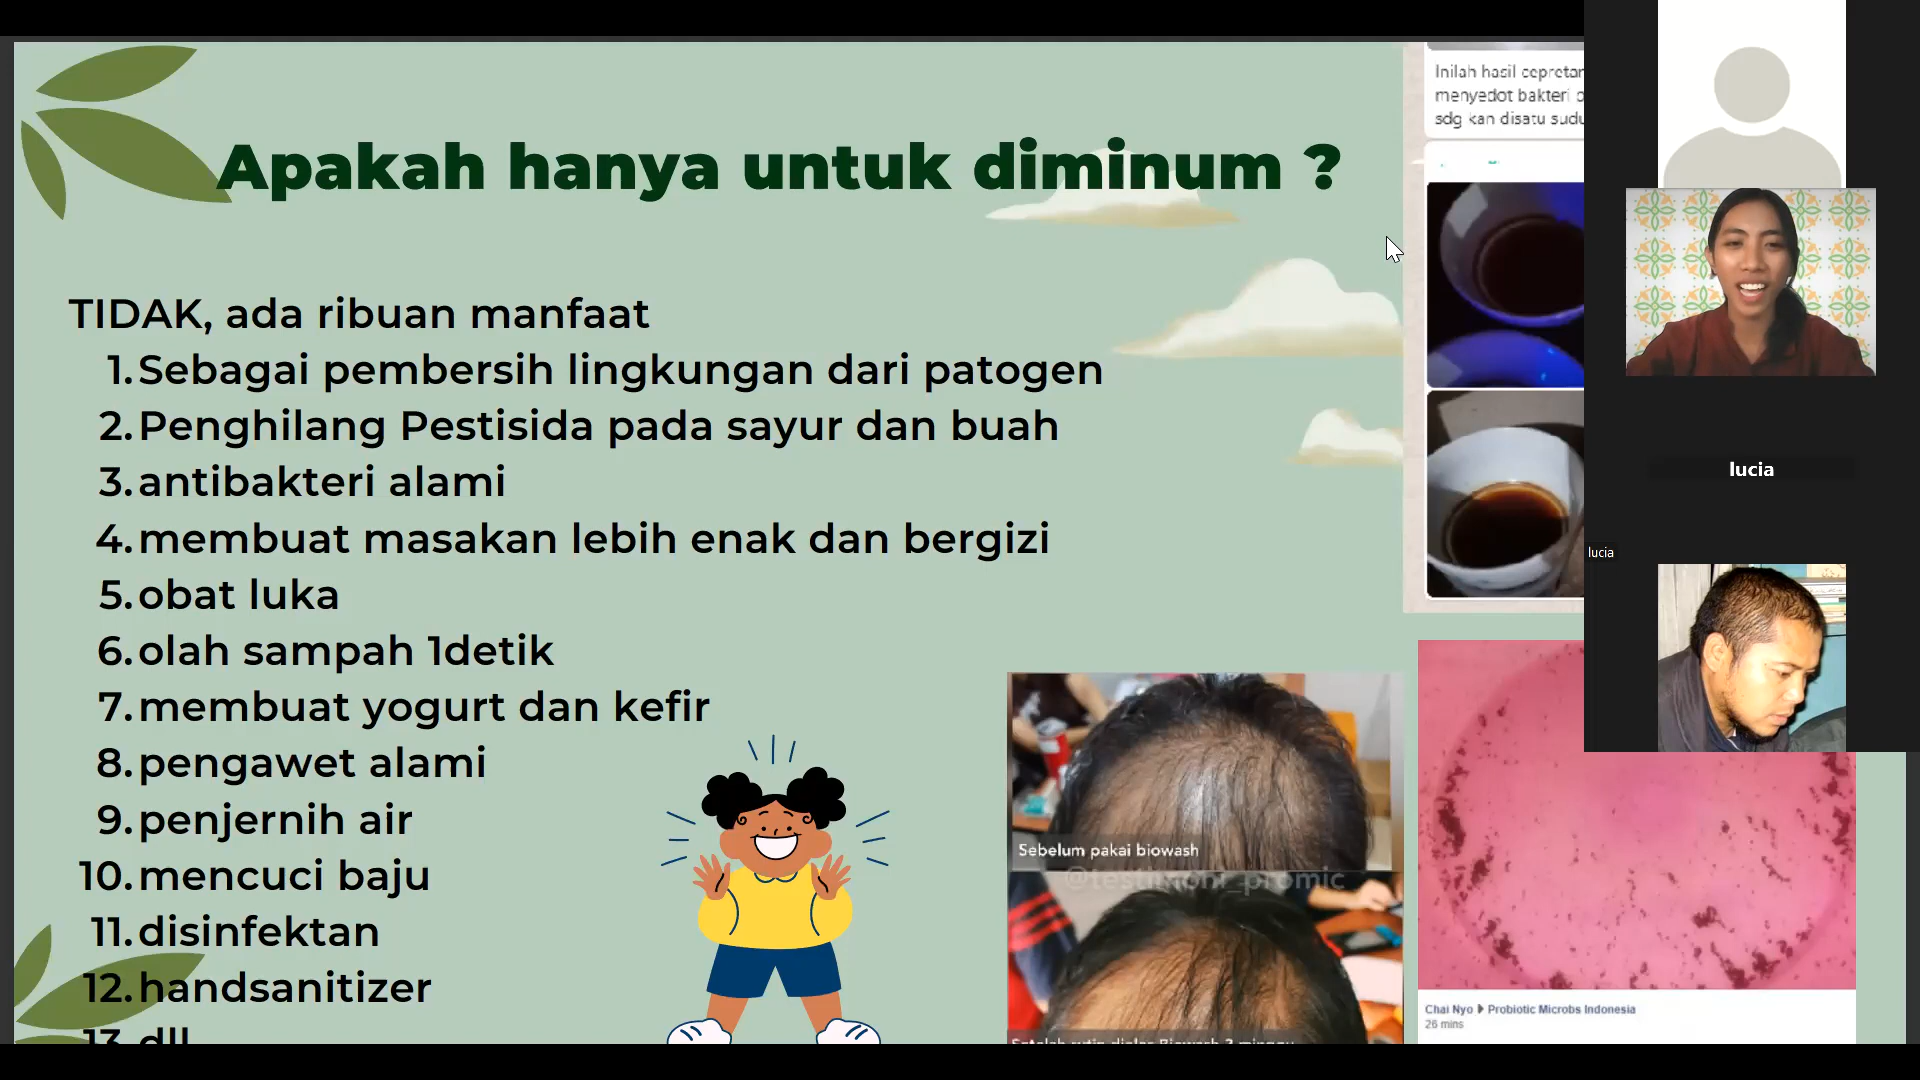 Apakah hanya untuk diminum ?
TIDAK, ada ribuan manfaat
1. Sebagai pembersih lingkungan dari patogen
2. Penghilang Pestisida pada sayur dan buah
3. antibakteri alami
4. membuat masakan lebih enak dan bergizi
5. obat luka
6. olah sampah 1detik
7. membuat yogurt dan kefir
8. pengawet alami
9. penjernih air
10. mencuci baju
11. disinfektan
12. handsanitizer
13. dll
Inilah hasil
menyedot bakteri
sdg kan disatu
Sebelum pakai biowash
@testimoni_promic
Chai Nyo Probiotic Microbs Indonesia
26 mins
lucia
lucia